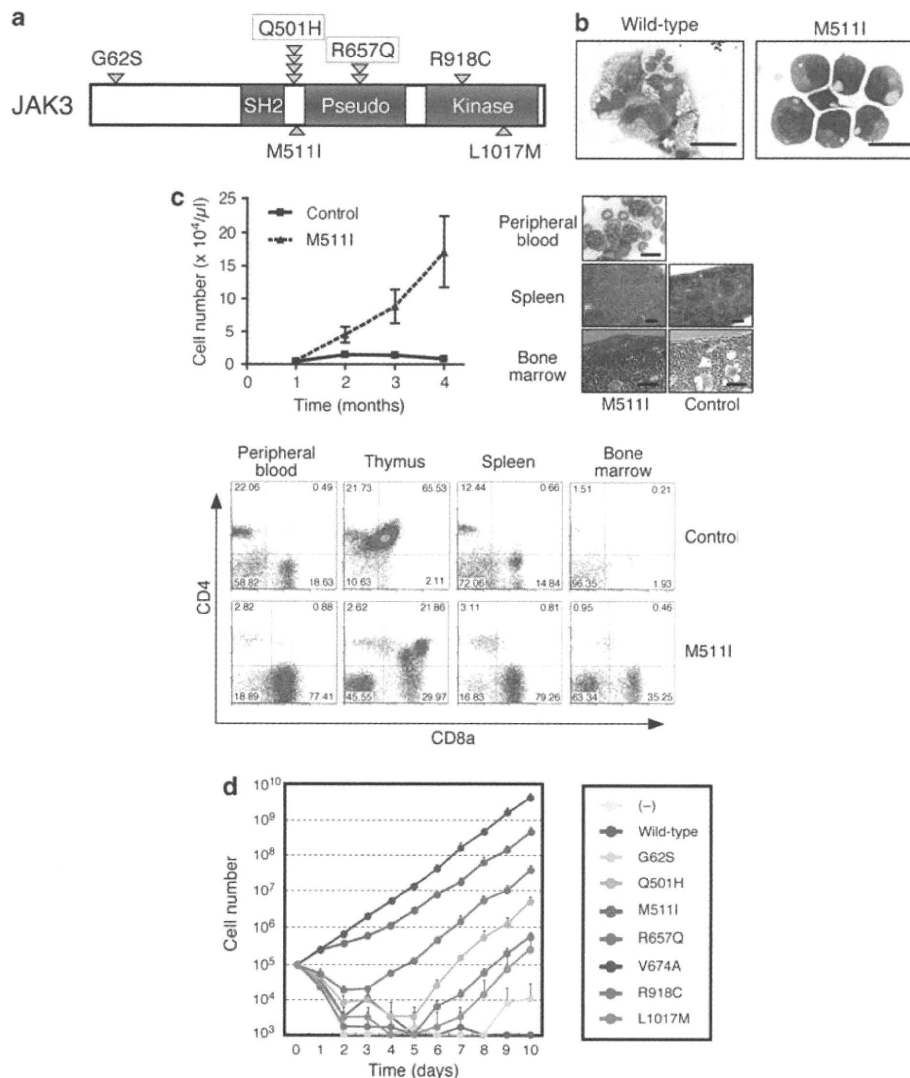 a
Q501H
G62S
R657Q
R918C
JAK3
SH2
Pseudo
Kinase
M511I
L1017M
b
Wild-type
M511I
c
Cell number (x 10⁴/μl)
25
20
15
10
5
0
Control
M511I
0 1 2 3 4
Time (months)
Peripheral
blood
Spleen
Bone
marrow
M511I
Control
Peripheral
blood
Thymus
Spleen
Bone
marrow
22.06 0.49
58.82 18.63
21.73 65.53
10.63 2.11
12.44 0.66
72.06 14.84
1.51 0.21
96.35 1.93
Control
2.82 0.88
18.89 77.41
2.62 21.86
45.55 29.97
3.11 0.81
16.83 79.26
0.95 0.46
63.34 35.25
M511I
CD4
CD8a
d
Cell number
10¹⁰
10⁹
10⁸
10⁷
10⁶
10⁵
10⁴
10³
0 1 2 3 4 5 6 7 8 9 10
Time (days)
(–)
Wild-type
G62S
Q501H
M511I
R657Q
V674A
R918C
L1017M